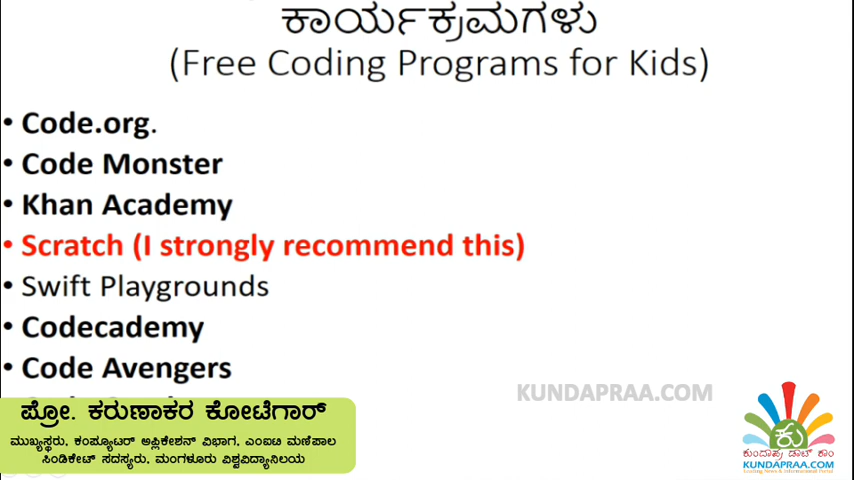 ಕಾರ್ಯಕ್ರಮಗಳು
(Free Coding Programs for Kids)
• Code.org.
• Code Monster
• Khan Academy
• Scratch (I strongly recommend this)
• Swift Playgrounds
• Codecademy
• Code Avengers
KUNDAPRAA.COM
ಪ್ರೋ. ಕರುಣಾಕರ ಕೋಟೆಗಾರ್
ಮುಖ್ಯಸ್ಥರು, ಕಂಪ್ಯೂಟರ್ ಅಪ್ಲಿಕೇಶನ್ ವಿಭಾಗ, ಎಂಐಟಿ ಮಣಿಪಾಲ
ಸಿಂಡಿಕೇಟ್ ಸದಸ್ಯರು, ಮಂಗಳೂರು ವಿಶ್ವವಿದ್ಯಾನಿಲಯ
ಕು
ಕುಂದಾಪ್ರ ಡಾಟ್ ಕಾಂ
KUNDAPRAA.COM